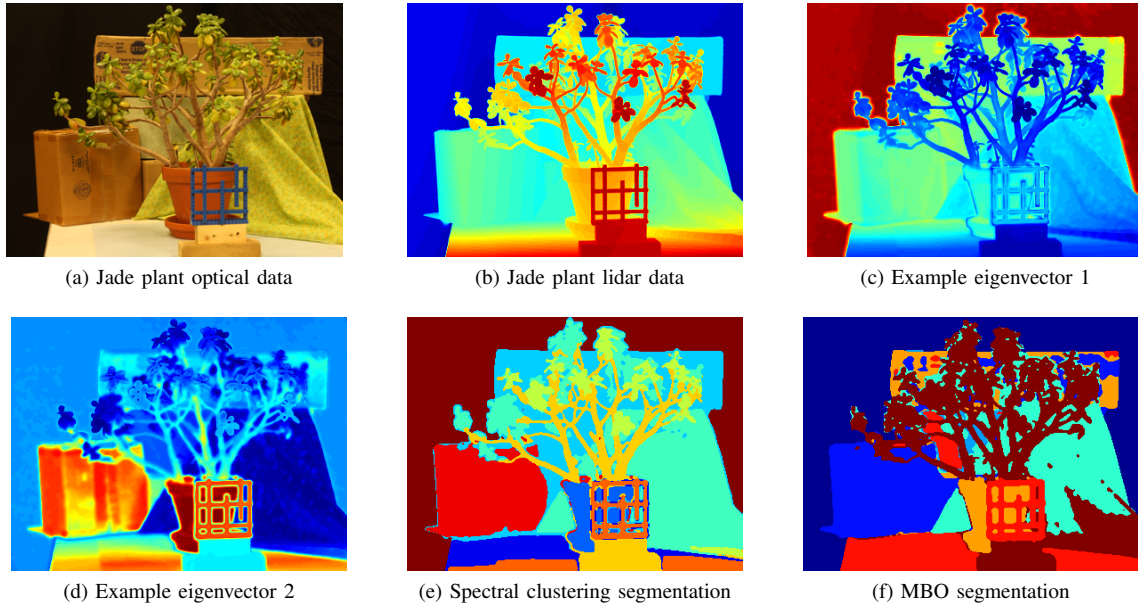 (a) Jade plant optical data
(b) Jade plant lidar data
(c) Example eigenvector 1
(d) Example eigenvector 2
(e) Spectral clustering segmentation
(f) MBO segmentation